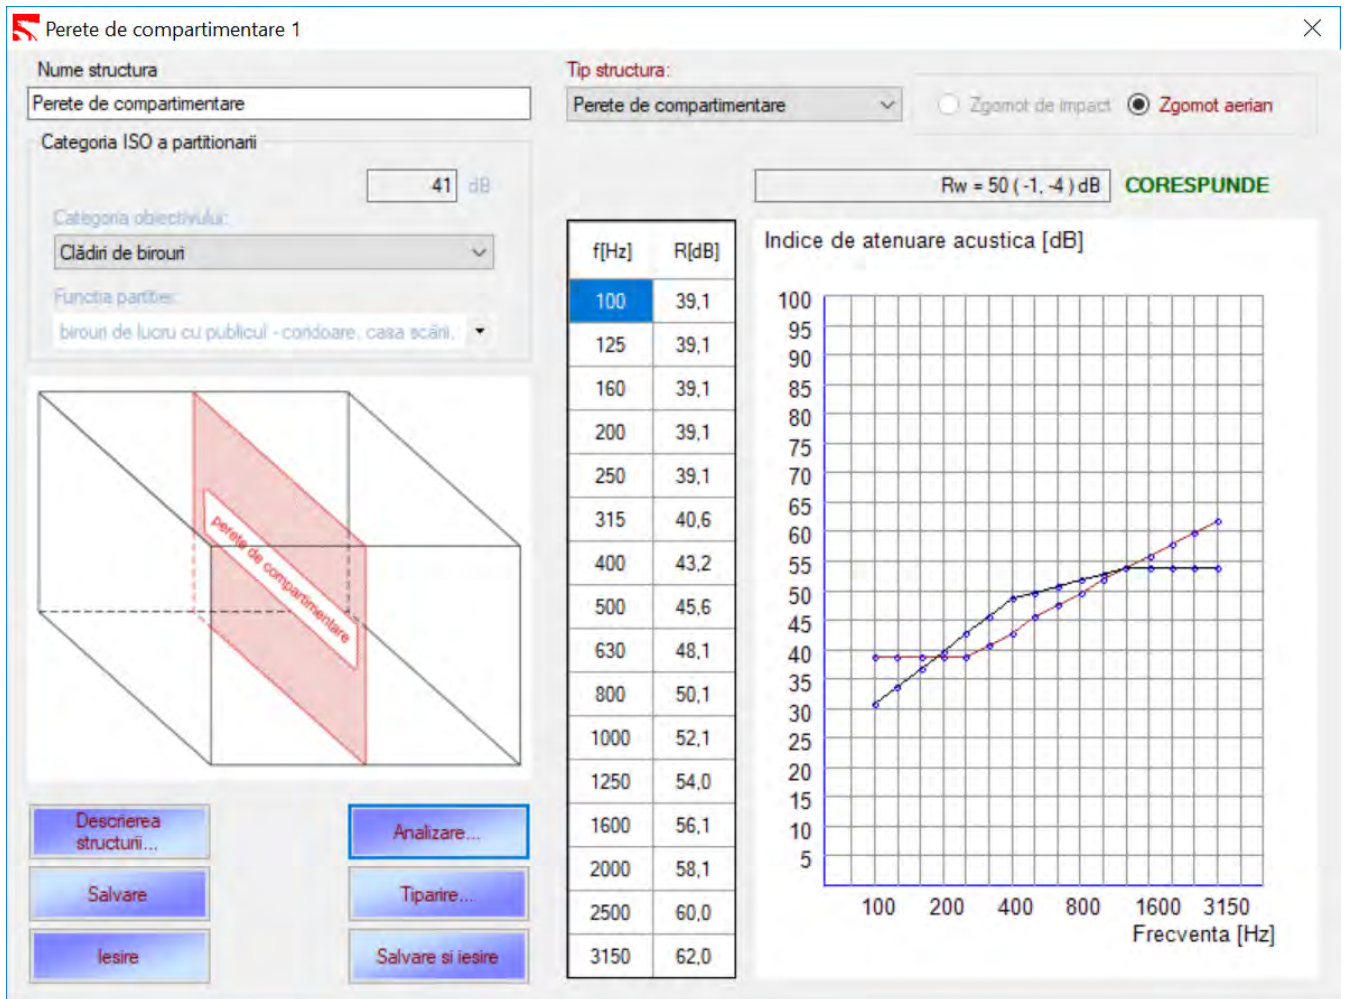 Perete de compartimentare 1
Nume structura
Perete de compartimentare
Categoria ISO a partitionarii
41 dB
Categoria obiectivului:
Clădiri de birouri
Functia partitiei:
birouri de lucru cu publicul - coridoare, casa scării,
perete de compartimentare
Descrierea
structurii...
Analizare...
Salvare
Tiparire...
Iesire
Salvare si iesire
Tip structura:
Perete de compartimentare
Zgomot de impact
Zgomot aerian
Rw = 50 ( -1, -4 ) dB
CORESPUNDE
f[Hz] R[dB]
100 39,1
125 39,1
160 39,1
200 39,1
250 39,1
315 40,6
400 43,2
500 45,6
630 48,1
800 50,1
1000 52,1
1250 54,0
1600 56,1
2000 58,1
2500 60,0
3150 62,0
Indice de atenuare acustica [dB]
100
95
90
85
80
75
70
65
60
55
50
45
40
35
30
25
20
15
10
5
100 200 400 800 1600 3150
Frecventa [Hz]